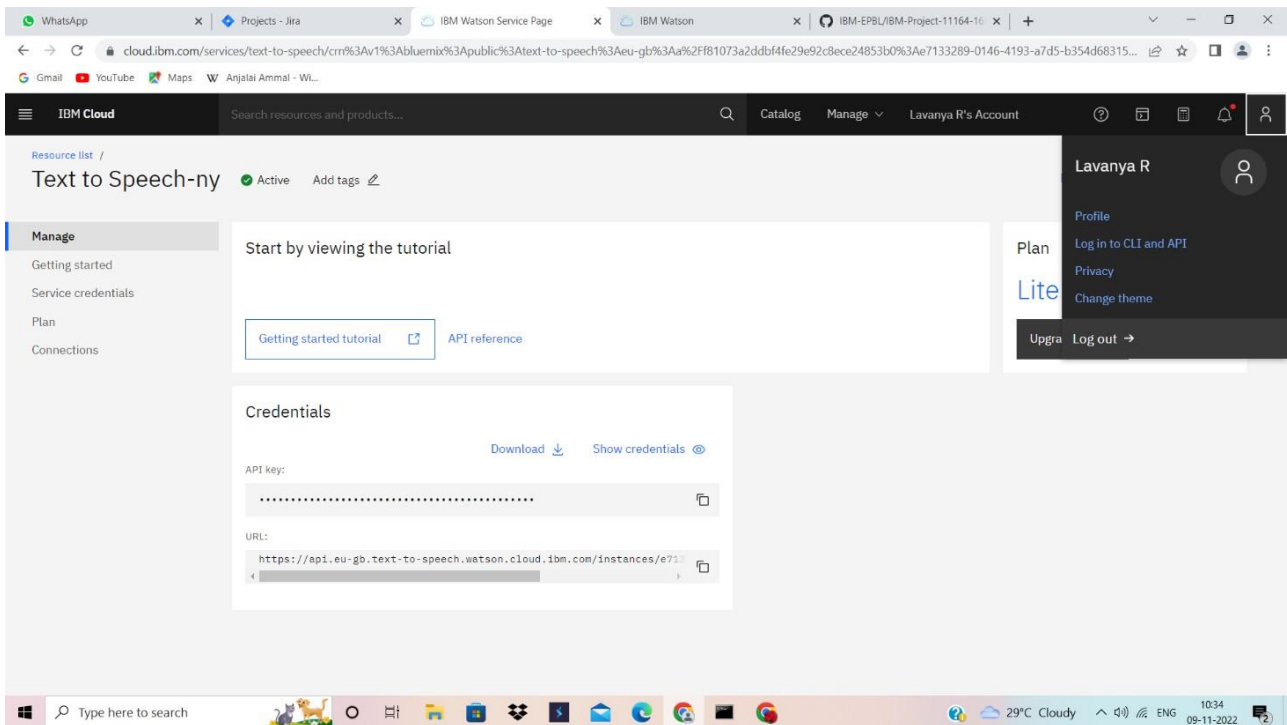 WhatsApp
Projects - Jira
IBM Watson Service Page
IBM Watson
IBM-EPBL/IBM-Project-11164-16
cloud.ibm.com/services/text-to-speech/crn%3Av1%3Abluemix%3Apublic%3Atext-to-speech%3Aeu-gb%3Aa%2Ff81073a2ddbf4fe29e92c8ece24853b0%3Ae7133289-0146-4193-a7d5-b354d68315...
Gmail YouTube Maps Anjalai Ammal - Wi...
IBM Cloud Search resources and products... Catalog Manage Lavanya R's Account
Resource list /
Text to Speech-ny Active Add tags
Lavanya R
Profile
Log in to CLI and API
Privacy
Change theme
Log out →
Manage
Getting started
Service credentials
Plan
Connections
Start by viewing the tutorial
Getting started tutorial API reference
Plan
Lite
Upgra
Credentials
Download Show credentials
API key:
URL:
https://api.eu-gb.text-to-speech.watson.cloud.ibm.com/instances/e713
Type here to search
29°C Cloudy ENG 10:34
09-11-2022